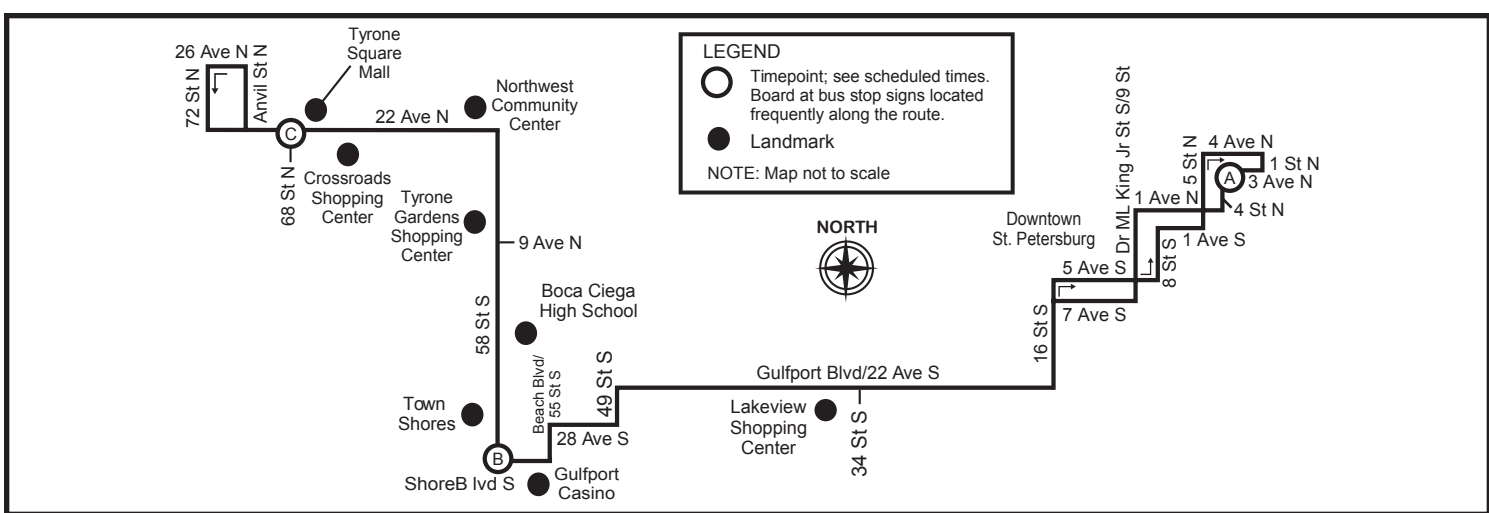 26 Ave N
72 St N
Anvil St N
Tyrone
Square
Mall
C
68 St N
22 Ave N
Crossroads
Shopping
Center
Northwest
Community
Center
Tyrone
Gardens
Shopping
Center
9 Ave N
58 St S
Boca Ciega
High School
Town
Shores
B
ShoreB lvd S
Beach Blvd/
55 St S
Gulfport
Casino
28 Ave S
49 St S
LEGEND
Timepoint; see scheduled times.
Board at bus stop signs located
frequently along the route.
Landmark
NOTE: Map not to scale
NORTH
Gulfport Blvd/22 Ave S
Lakeview
Shopping
Center
34 St S
16 St S
Downtown
St. Petersburg
5 Ave S
7 Ave S
Dr ML King Jr St S/9 St
8 St S
1 Ave N
1 Ave S
5 St N
4 Ave N
1 St N
A
3 Ave N
4 St N